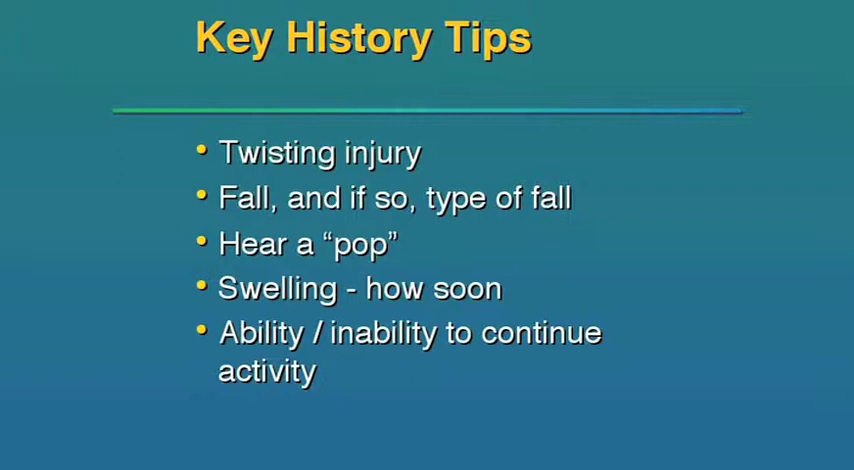 Key History Tips
• Twisting injury
• Fall, and if so, type of fall
• Hear a “pop”
• Swelling - how soon
• Ability / inability to continue
activity